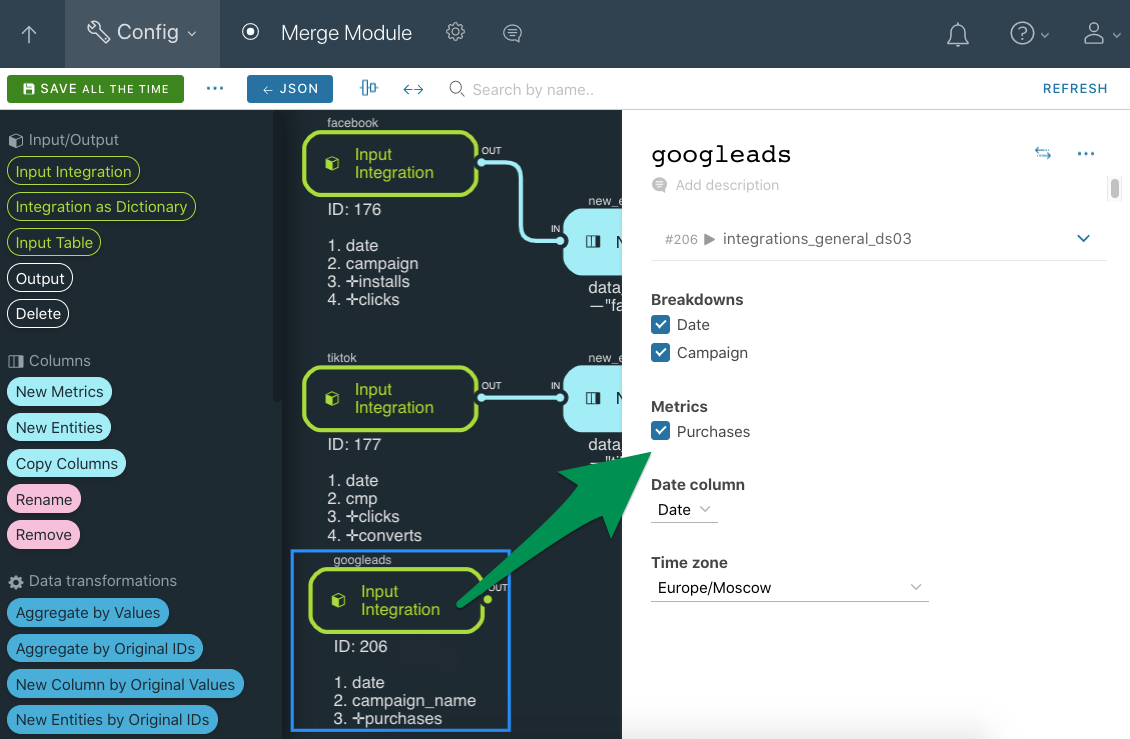 Config
Merge Module
SAVE ALL THE TIME
← JSON
Search by name..
REFRESH
Input/Output
Input Integration
Integration as Dictionary
Input Table
Output
Delete
Columns
New Metrics
New Entities
Copy Columns
Rename
Remove
Data transformations
Aggregate by Values
Aggregate by Original IDs
New Column by Original Values
New Entities by Original IDs
facebook
Input
Integration
OUT
ID: 176
1. date
2. campaign
3. ✛installs
4. ✛clicks
new_e
IN
N
data_
—"fa
tiktok
Input
Integration
OUT
ID: 177
1. date
2. cmp
3. ✛clicks
4. ✛converts
new_e
IN
N
data_
googleads
Input
Integration
OUT
ID: 206
1. date
2. campaign_name
3. ✛purchases
googleads
Add description
#206 ▶ integrations_general_ds03
Breakdowns
Date
Campaign
Metrics
Purchases
Date column
Date
Time zone
Europe/Moscow